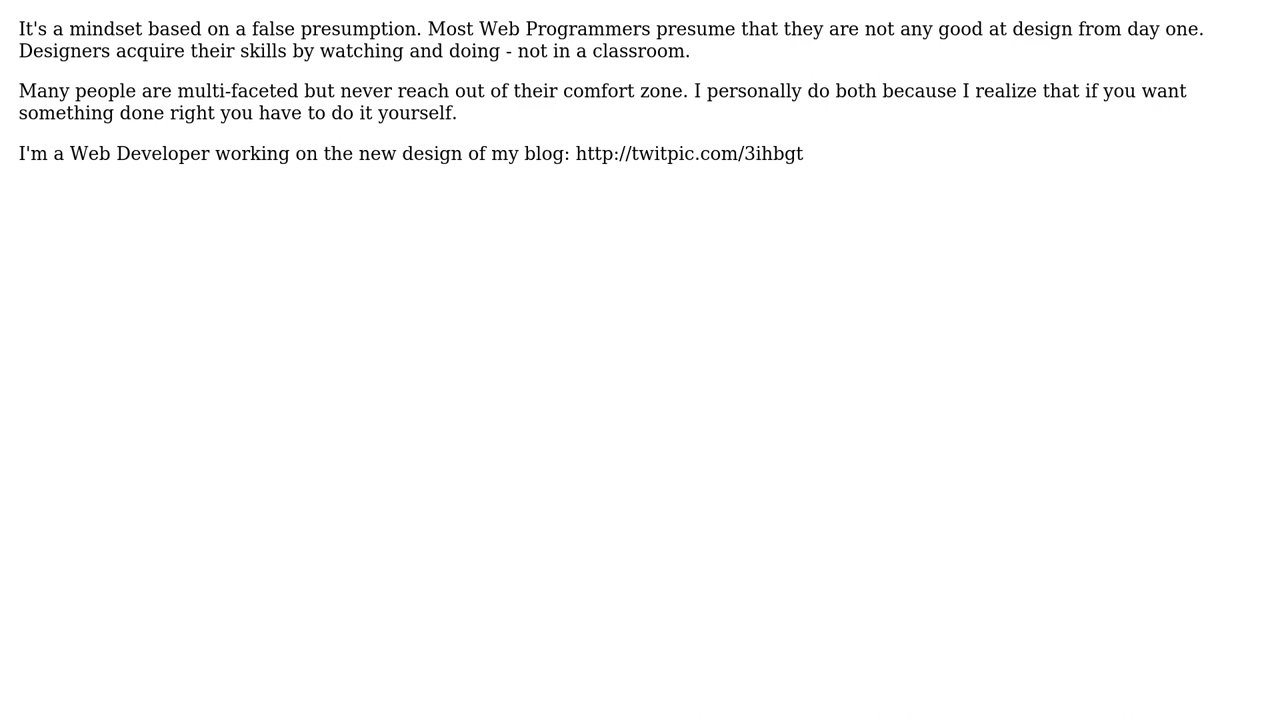 It's a mindset based on a false presumption. Most Web Programmers presume that they are not any good at design from day one.
Designers acquire their skills by watching and doing - not in a classroom.
Many people are multi-faceted but never reach out of their comfort zone. I personally do both because I realize that if you want
something done right you have to do it yourself.
I'm a Web Developer working on the new design of my blog: http://twitpic.com/3ihbgt